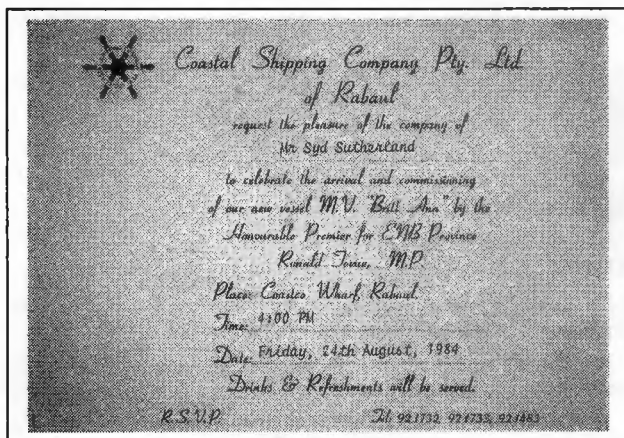 Coastal Shipping Company Pty. Ltd
of Rabaul
request the pleasure of the company of
Mr Syd Sutherland
to celebrate the arrival and commissioning
of our new vessel M.V. "Britt Ann" by the
Honourable Premier for ENB Province
Ronald Tovue, M.P.
Place: Coastco Wharf, Rabaul.
Time: 4:00 PM
Date: Friday, 24th August, 1984
Drinks & Refreshments will be served.
R.S.V.P. Tel: 921732, 921733, 921483